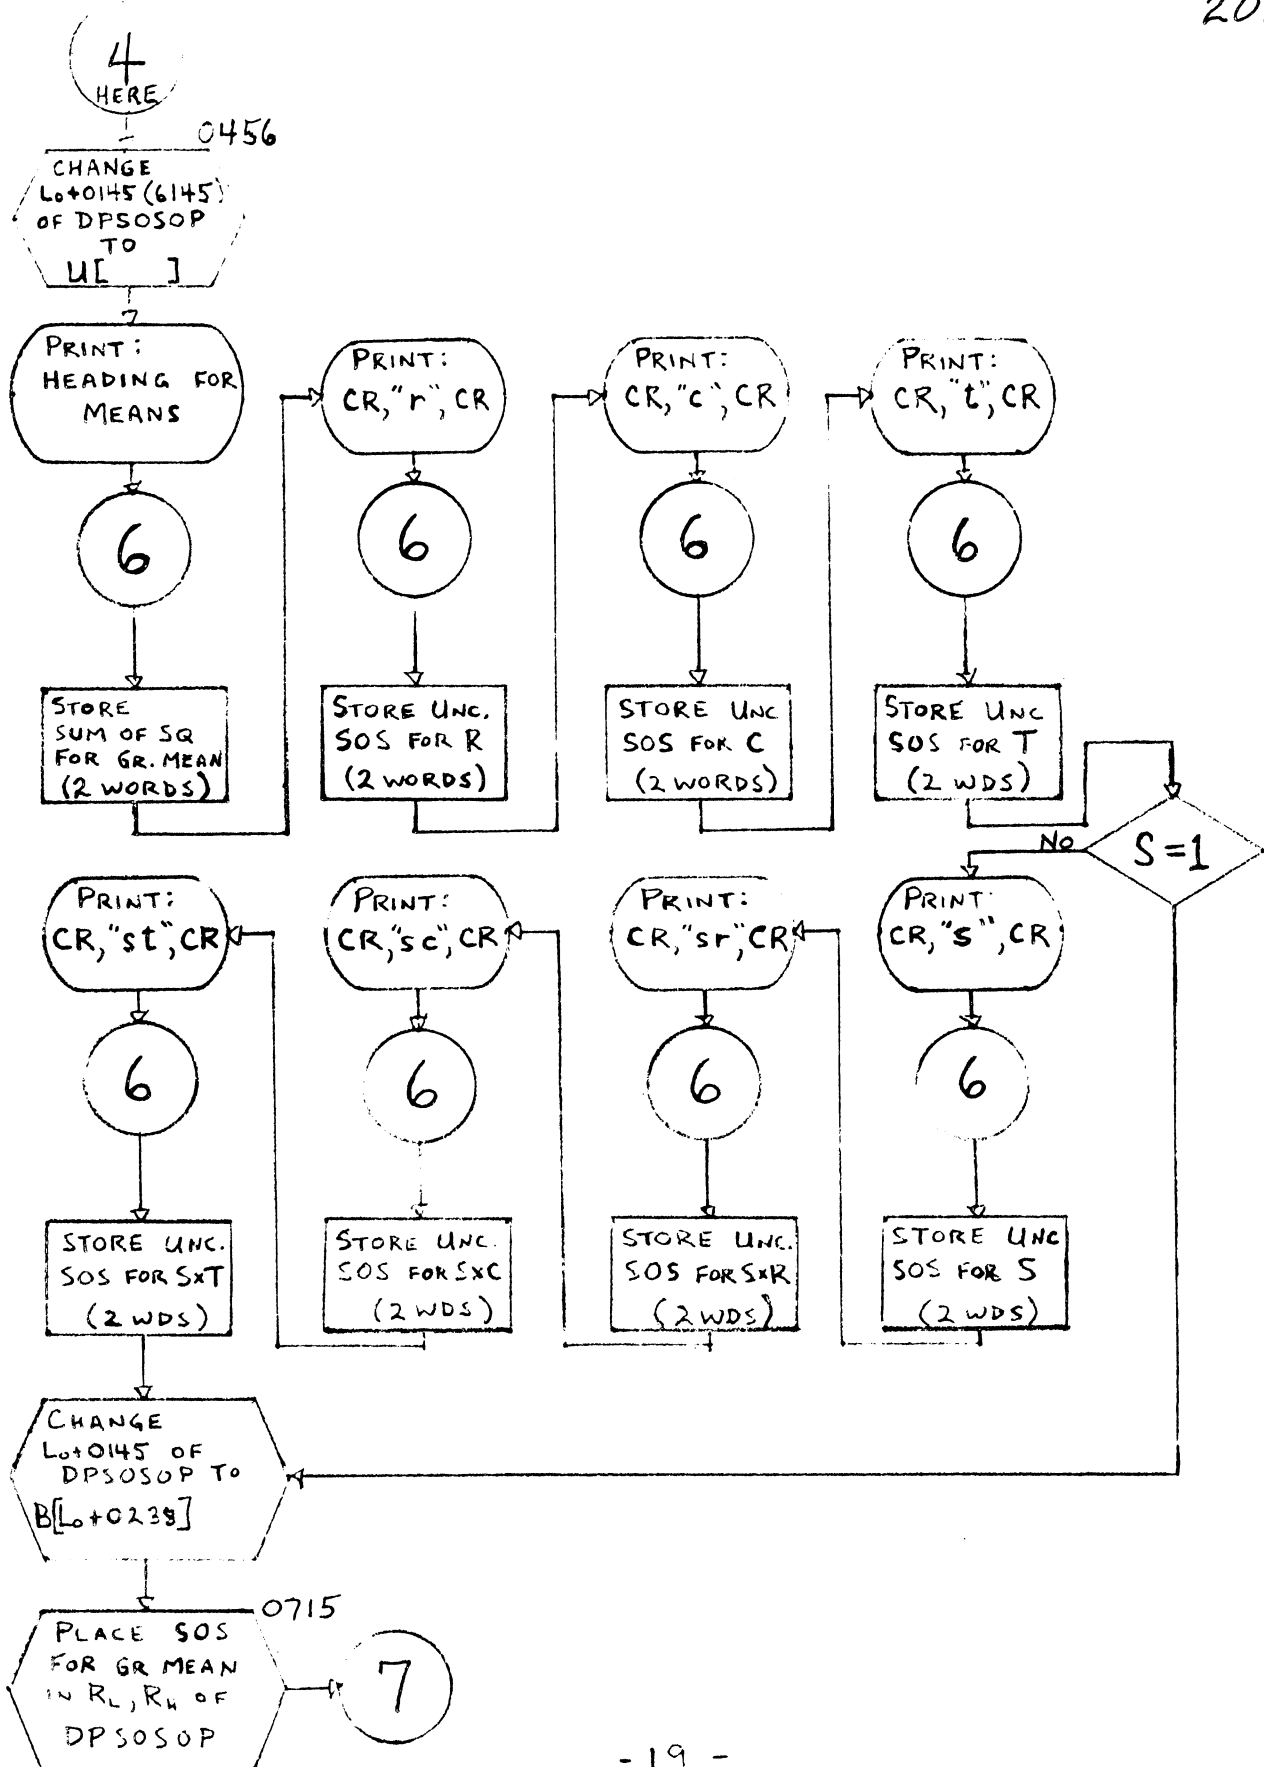 20.
4
HERE
0456
CHANGE
Lo+0145 (6145)
OF DPSOSOP
TO
U[ ]
PRINT:
HEADING FOR
MEANS
6
STORE
SUM OF SQ
FOR GR. MEAN
(2 WORDS)
PRINT:
CR,"r",CR
6
STORE UNC.
SOS FOR R
(2 WORDS)
PRINT:
CR,"c",CR
6
STORE UNC
SOS FOR C
(2 WORDS)
PRINT:
CR,"t",CR
6
STORE UNC
SOS FOR T
(2 WDS)
S=1
NO
PRINT:
CR,"s",CR
6
STORE UNC
SOS FOR S
(2 WDS)
PRINT:
CR,"sr",CR
6
STORE UNC.
SOS FOR SxR
(2 WDS)
PRINT:
CR,"sc",CR
6
STORE UNC.
SOS FOR SxC
(2 WDS)
PRINT:
CR,"st",CR
6
STORE UNC.
SOS FOR SxT
(2 WDS)
CHANGE
Lo+0145 OF
DPSOSOP TO
0715
PLACE SOS
FOR GR MEAN
IN RL, RH OF
DPSOSOP
7
- 19 -